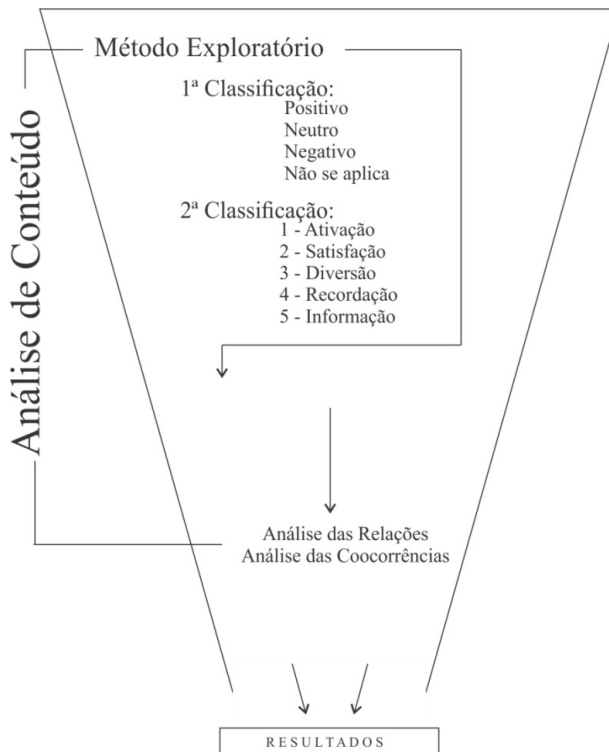 Método Exploratório
1ª Classificação:
Positivo
Neutro
Negativo
Não se aplica
2ª Classificação:
1 - Ativação
2 - Satisfação
3 - Diversão
4 - Recordação
5 - Informação
Análise de Conteúdo
Análise das Relações
Análise das Coocorrências
RESULTADOS